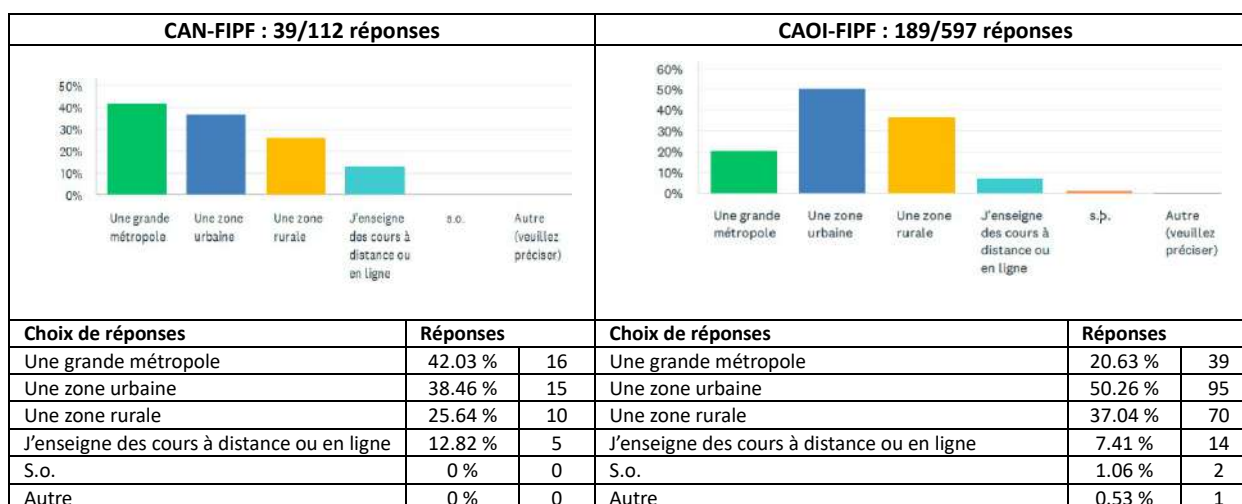 CAN-FIPF : 39/112 réponses
50%
40%
30%
20%
10%
0%
Une grande métropole
Une zone urbaine
Une zone rurale
J'enseigne des cours à distance ou en ligne
s.o.
Autre (veuillez préciser)
CAOI-FIPF : 189/597 réponses
60%
50%
40%
30%
20%
10%
0%
Une grande métropole
Une zone urbaine
Une zone rurale
J'enseigne des cours à distance ou en ligne
s.o.
Autre (veuillez préciser)
Choix de réponses Réponses Choix de réponses Réponses
Une grande métropole 42.03 % 16 Une grande métropole 20.63 % 39
Une zone urbaine 38.46 % 15 Une zone urbaine 50.26 % 95
Une zone rurale 25.64 % 10 Une zone rurale 37.04 % 70
J'enseigne des cours à distance ou en ligne 12.82 % 5 J'enseigne des cours à distance ou en ligne 7.41 % 14
S.o. 0 % 0 S.o. 1.06 % 2
Autre 0 % 0 Autre 0.53 % 1